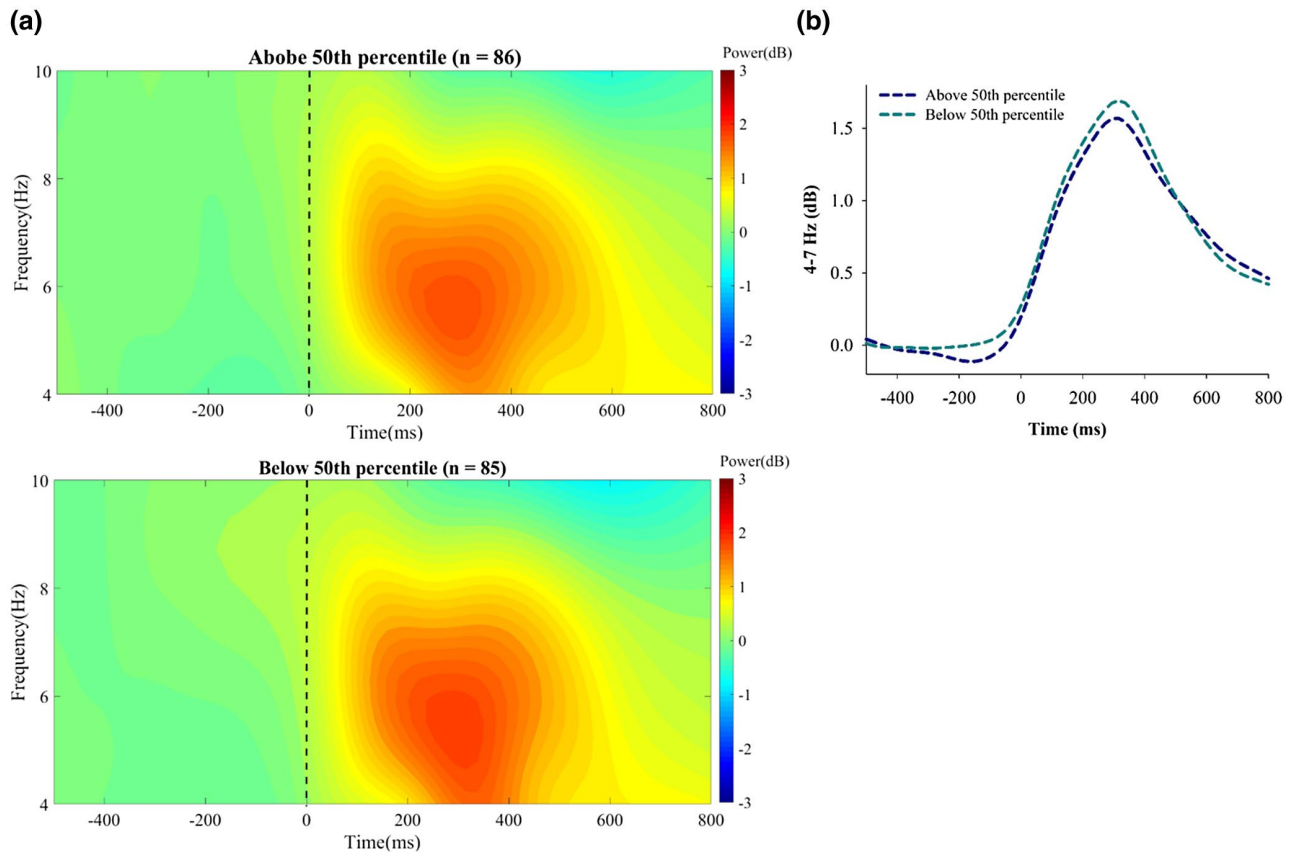 (a)
Abobe 50th percentile (n = 86)
Power(dB)
10
8
6
4
Frequency(Hz)
-400 -200 0 200 400 600 800
Time(ms)
3
2
1
0
-1
-2
-3
Below 50th percentile (n = 85)
Power(dB)
10
8
6
4
Frequency(Hz)
-400 -200 0 200 400 600 800
Time(ms)
3
2
1
0
-1
-2
-3
(b)
Above 50th percentile
Below 50th percentile
1.5
1.0
0.5
0.0
4-7 Hz (dB)
-400 -200 0 200 400 600 800
Time (ms)